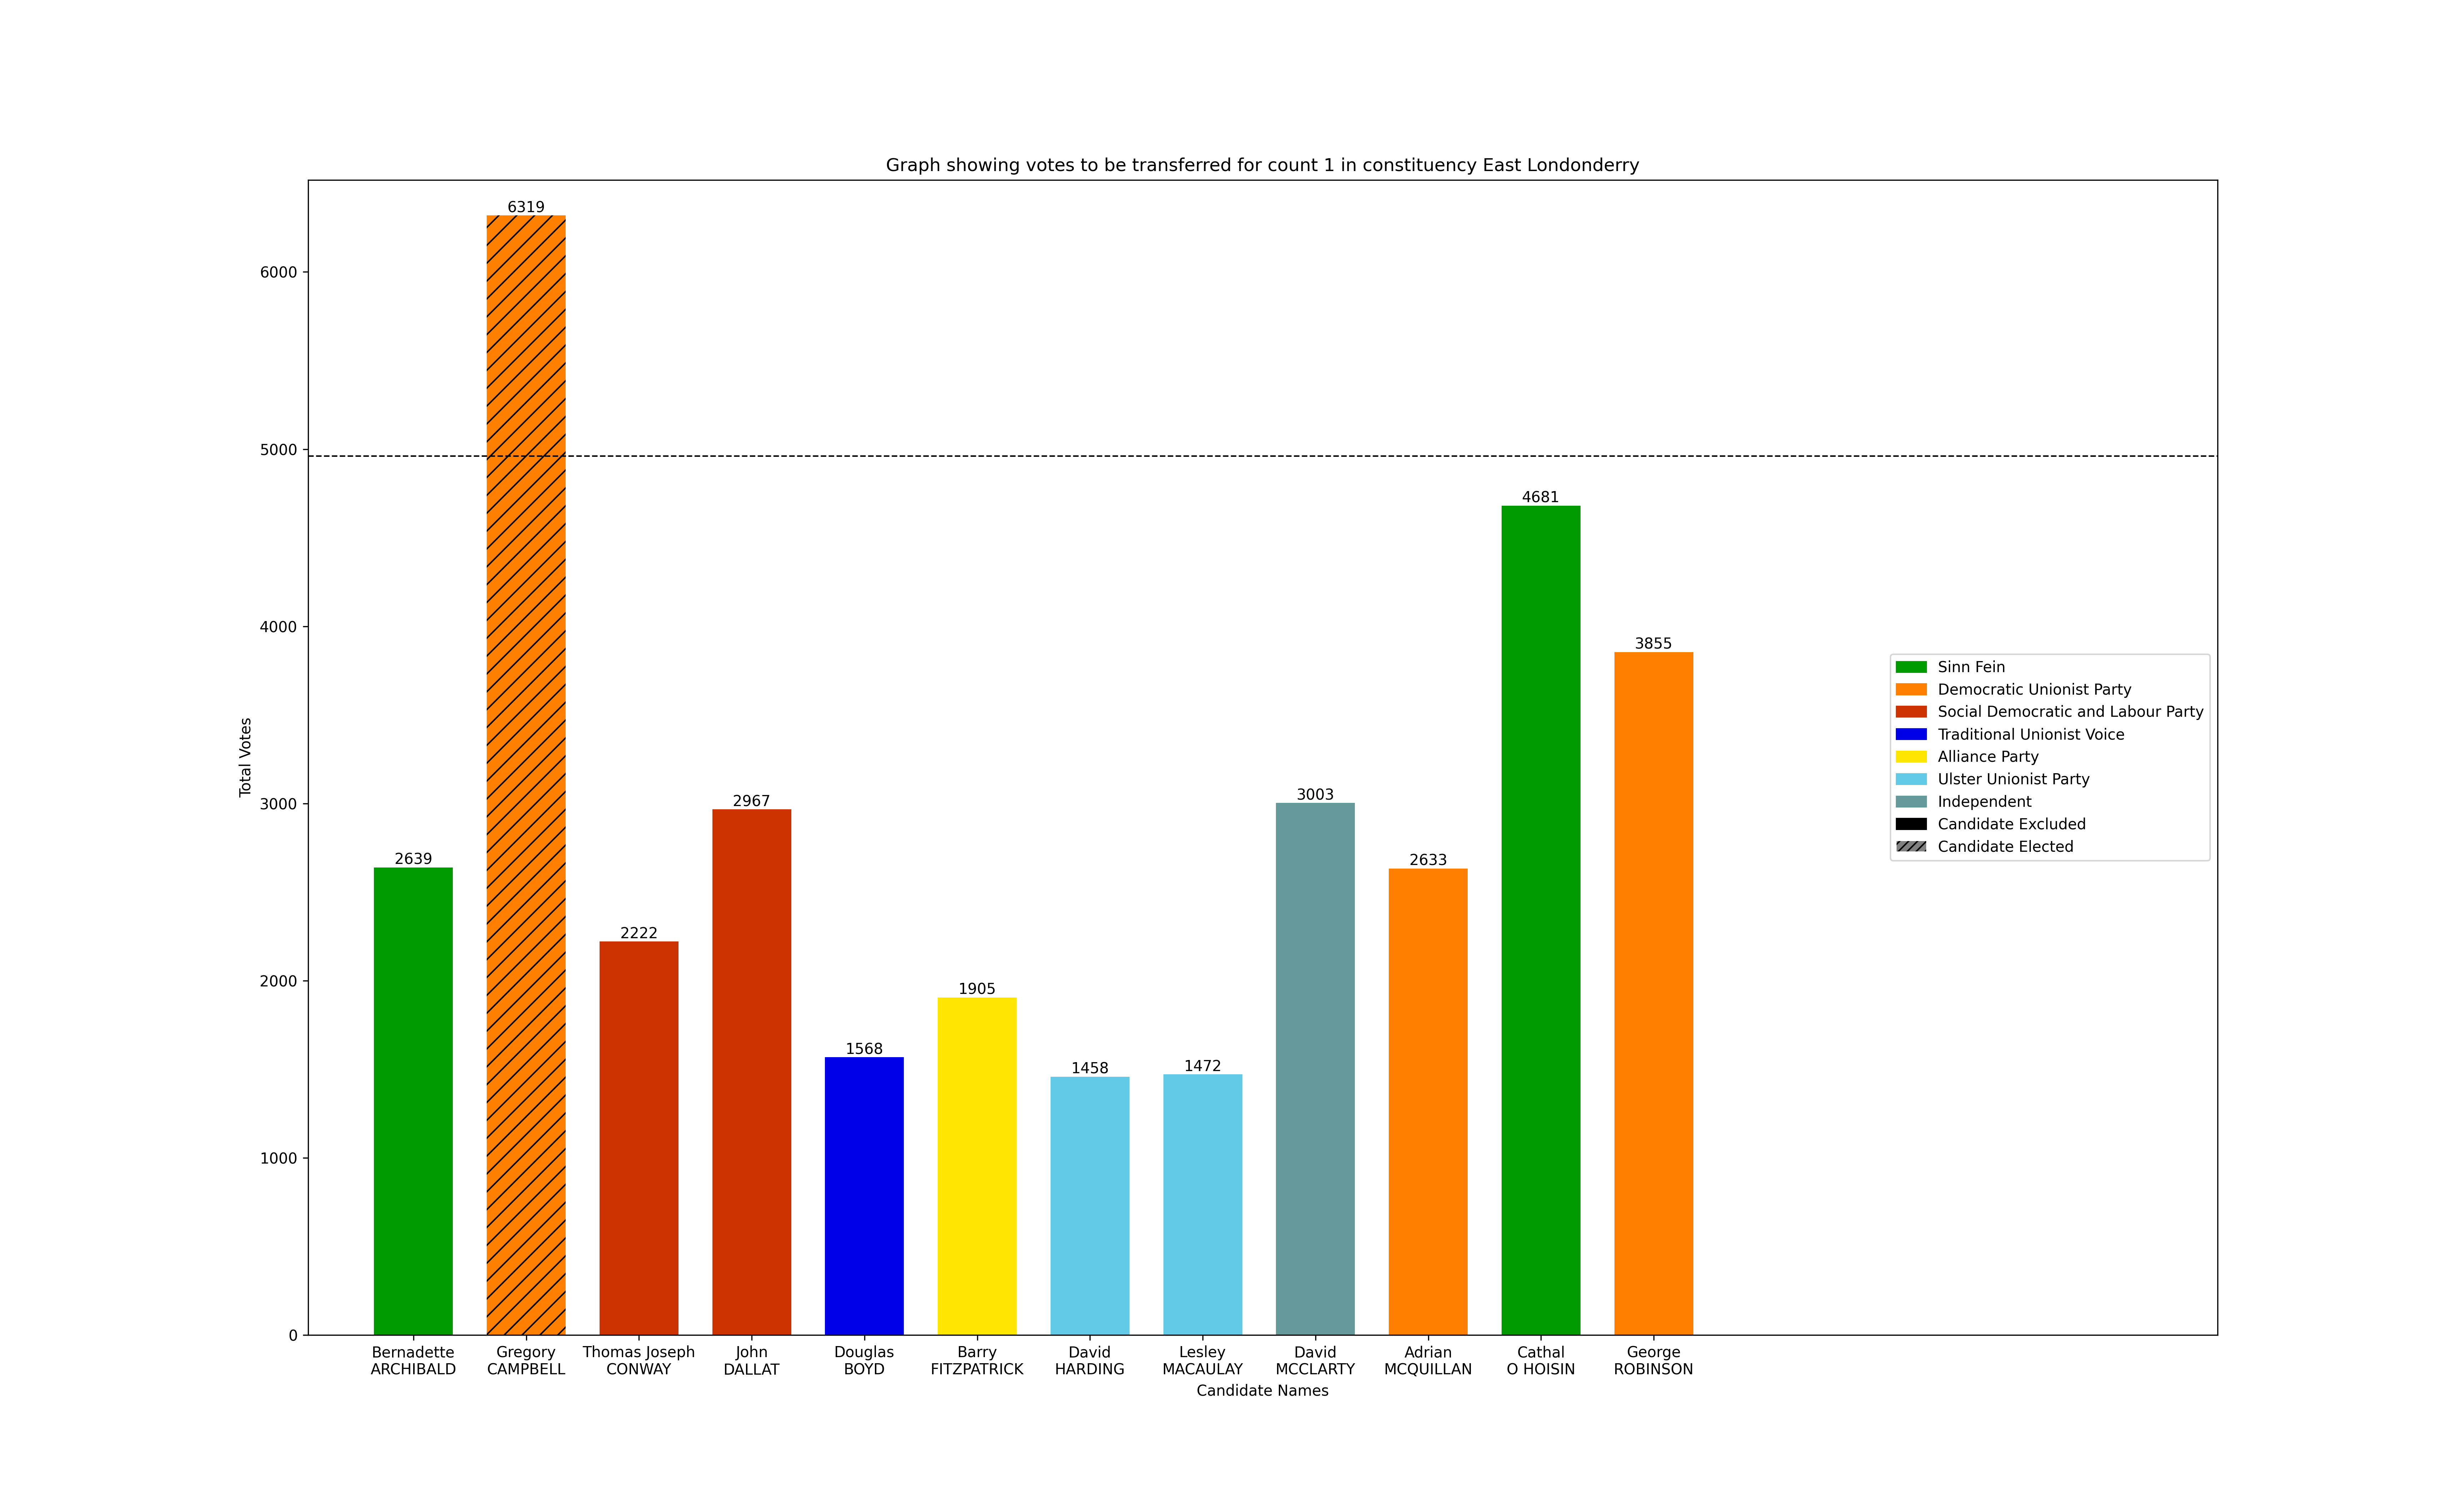 Graph showing votes to be transferred for count 1 in constituency East Londonderry
Total Votes
6000
5000
4000
3000
2000
1000
0
2639
6319
2222
2967
1568
1905
1458
1472
3003
2633
4681
3855
Bernadette
ARCHIBALD
Gregory
CAMPBELL
Thomas Joseph
CONWAY
John
DALLAT
Douglas
BOYD
Barry
FITZPATRICK
David
HARDING
Lesley
MACAULAY
David
MCCLARTY
Adrian
MCQUILLAN
Cathal
O HOISIN
George
ROBINSON
Candidate Names
Sinn Fein
Democratic Unionist Party
Social Democratic and Labour Party
Traditional Unionist Voice
Alliance Party
Ulster Unionist Party
Independent
Candidate Excluded
Candidate Elected